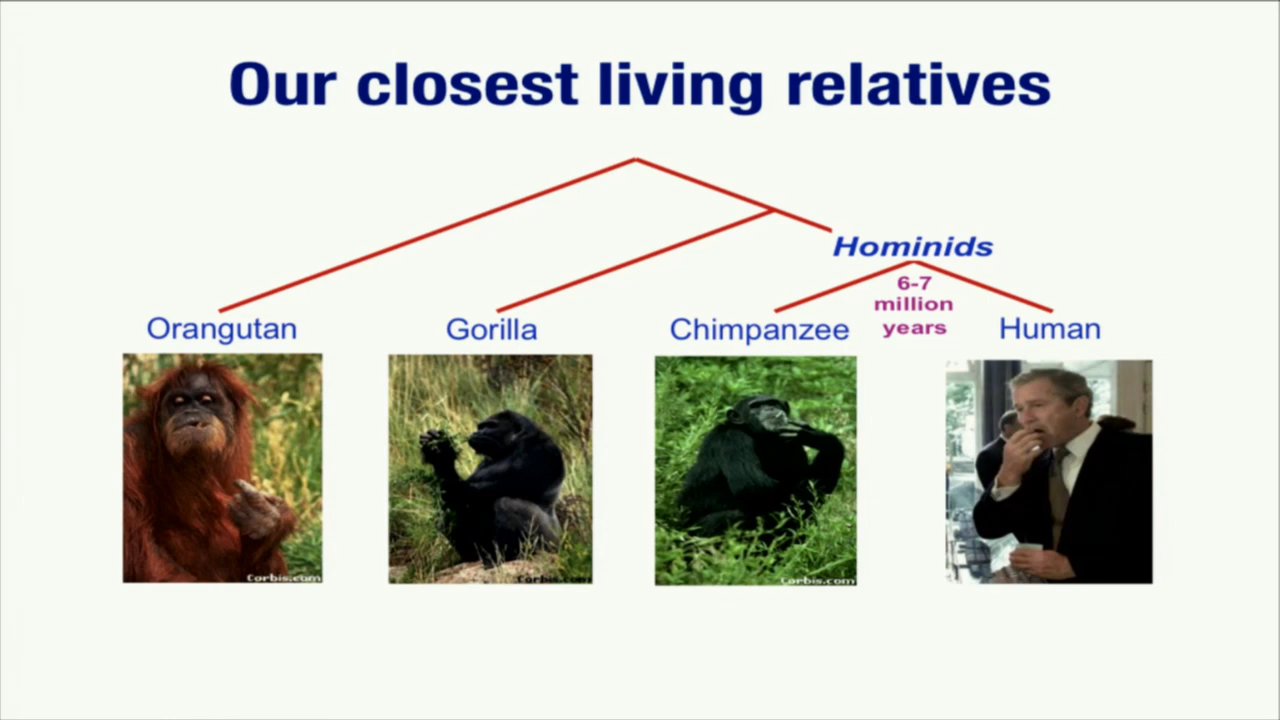 Our closest living relatives
Hominids
6-7
million
years
Orangutan
Gorilla
Chimpanzee
Human
Corbis.com
Corbis.com
Corbis.com